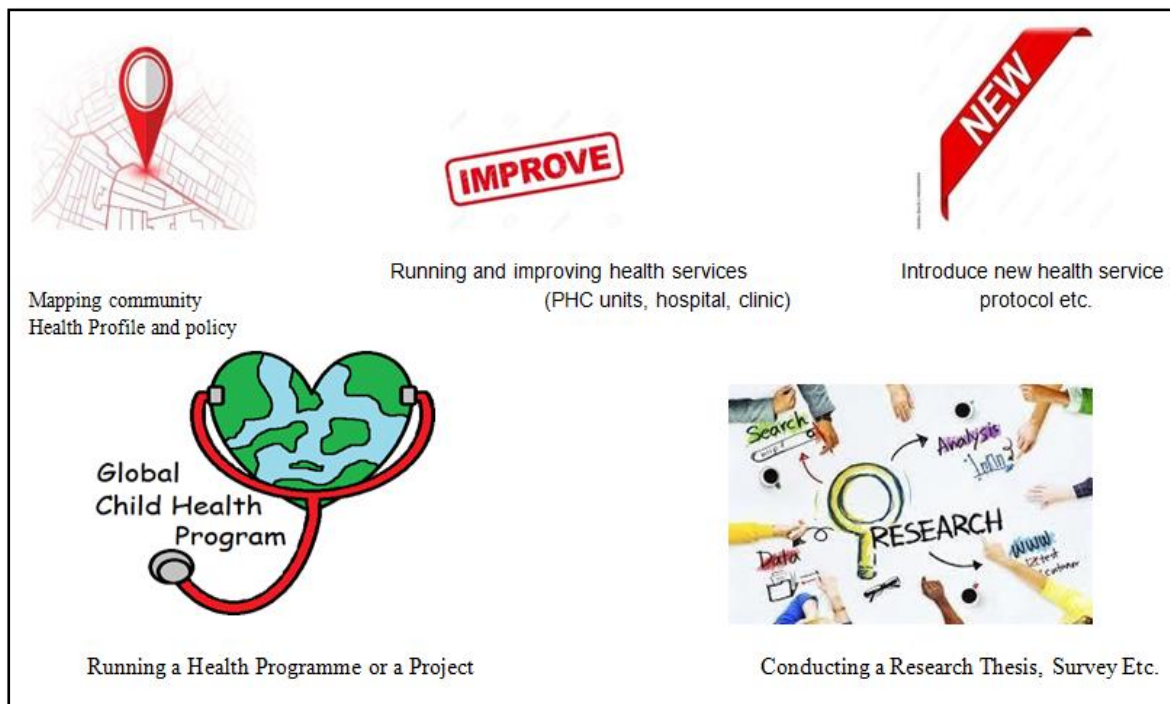 IMPROVE
NEW
Running and improving health services
(PHC units, hospital, clinic)
Introduce new health service
protocol etc.
Mapping community
Health Profile and policy
Global
Child Health
Program
Search
Analysis
RESEARCH
Data
WWW
Running a Health Programme or a Project
Conducting a Research Thesis, Survey Etc.